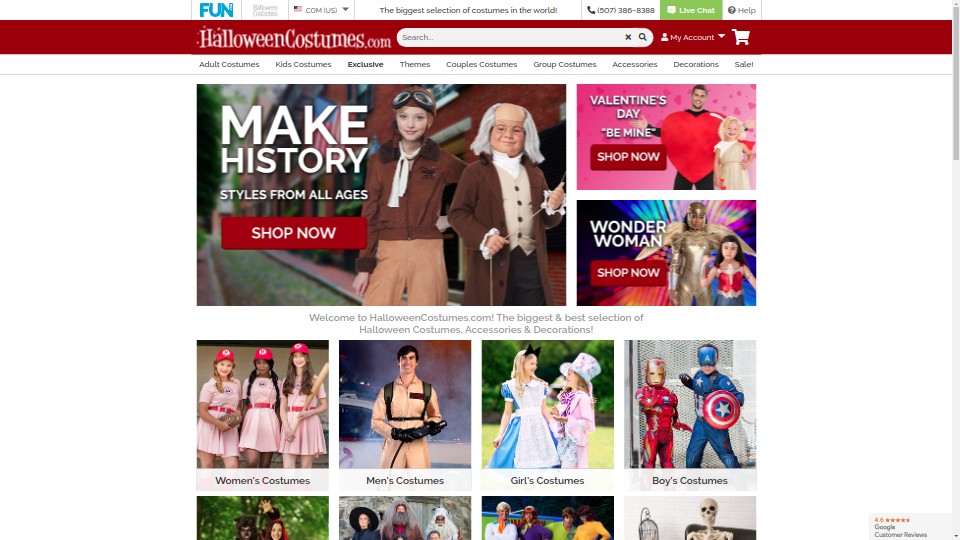 FUN
Halloween Costumes
.COM (US)
The biggest selection of costumes in the world!
(507) 386-8388
Live Chat
Help
HalloweenCostumes.com
Search...
My Account
Adult Costumes
Kids Costumes
Exclusive
Themes
Couples Costumes
Group Costumes
Accessories
Decorations
Sale!
MAKE
HISTORY
STYLES FROM ALL AGES
SHOP NOW
VALENTINE'S
DAY
"BE MINE"
SHOP NOW
WONDER
WOMAN
SHOP NOW
Welcome to HalloweenCostumes.com! The biggest & best selection of
Halloween Costumes, Accessories & Decorations!
Women's Costumes
Men's Costumes
Girl's Costumes
Boy's Costumes
4.6
Google
Customer Reviews